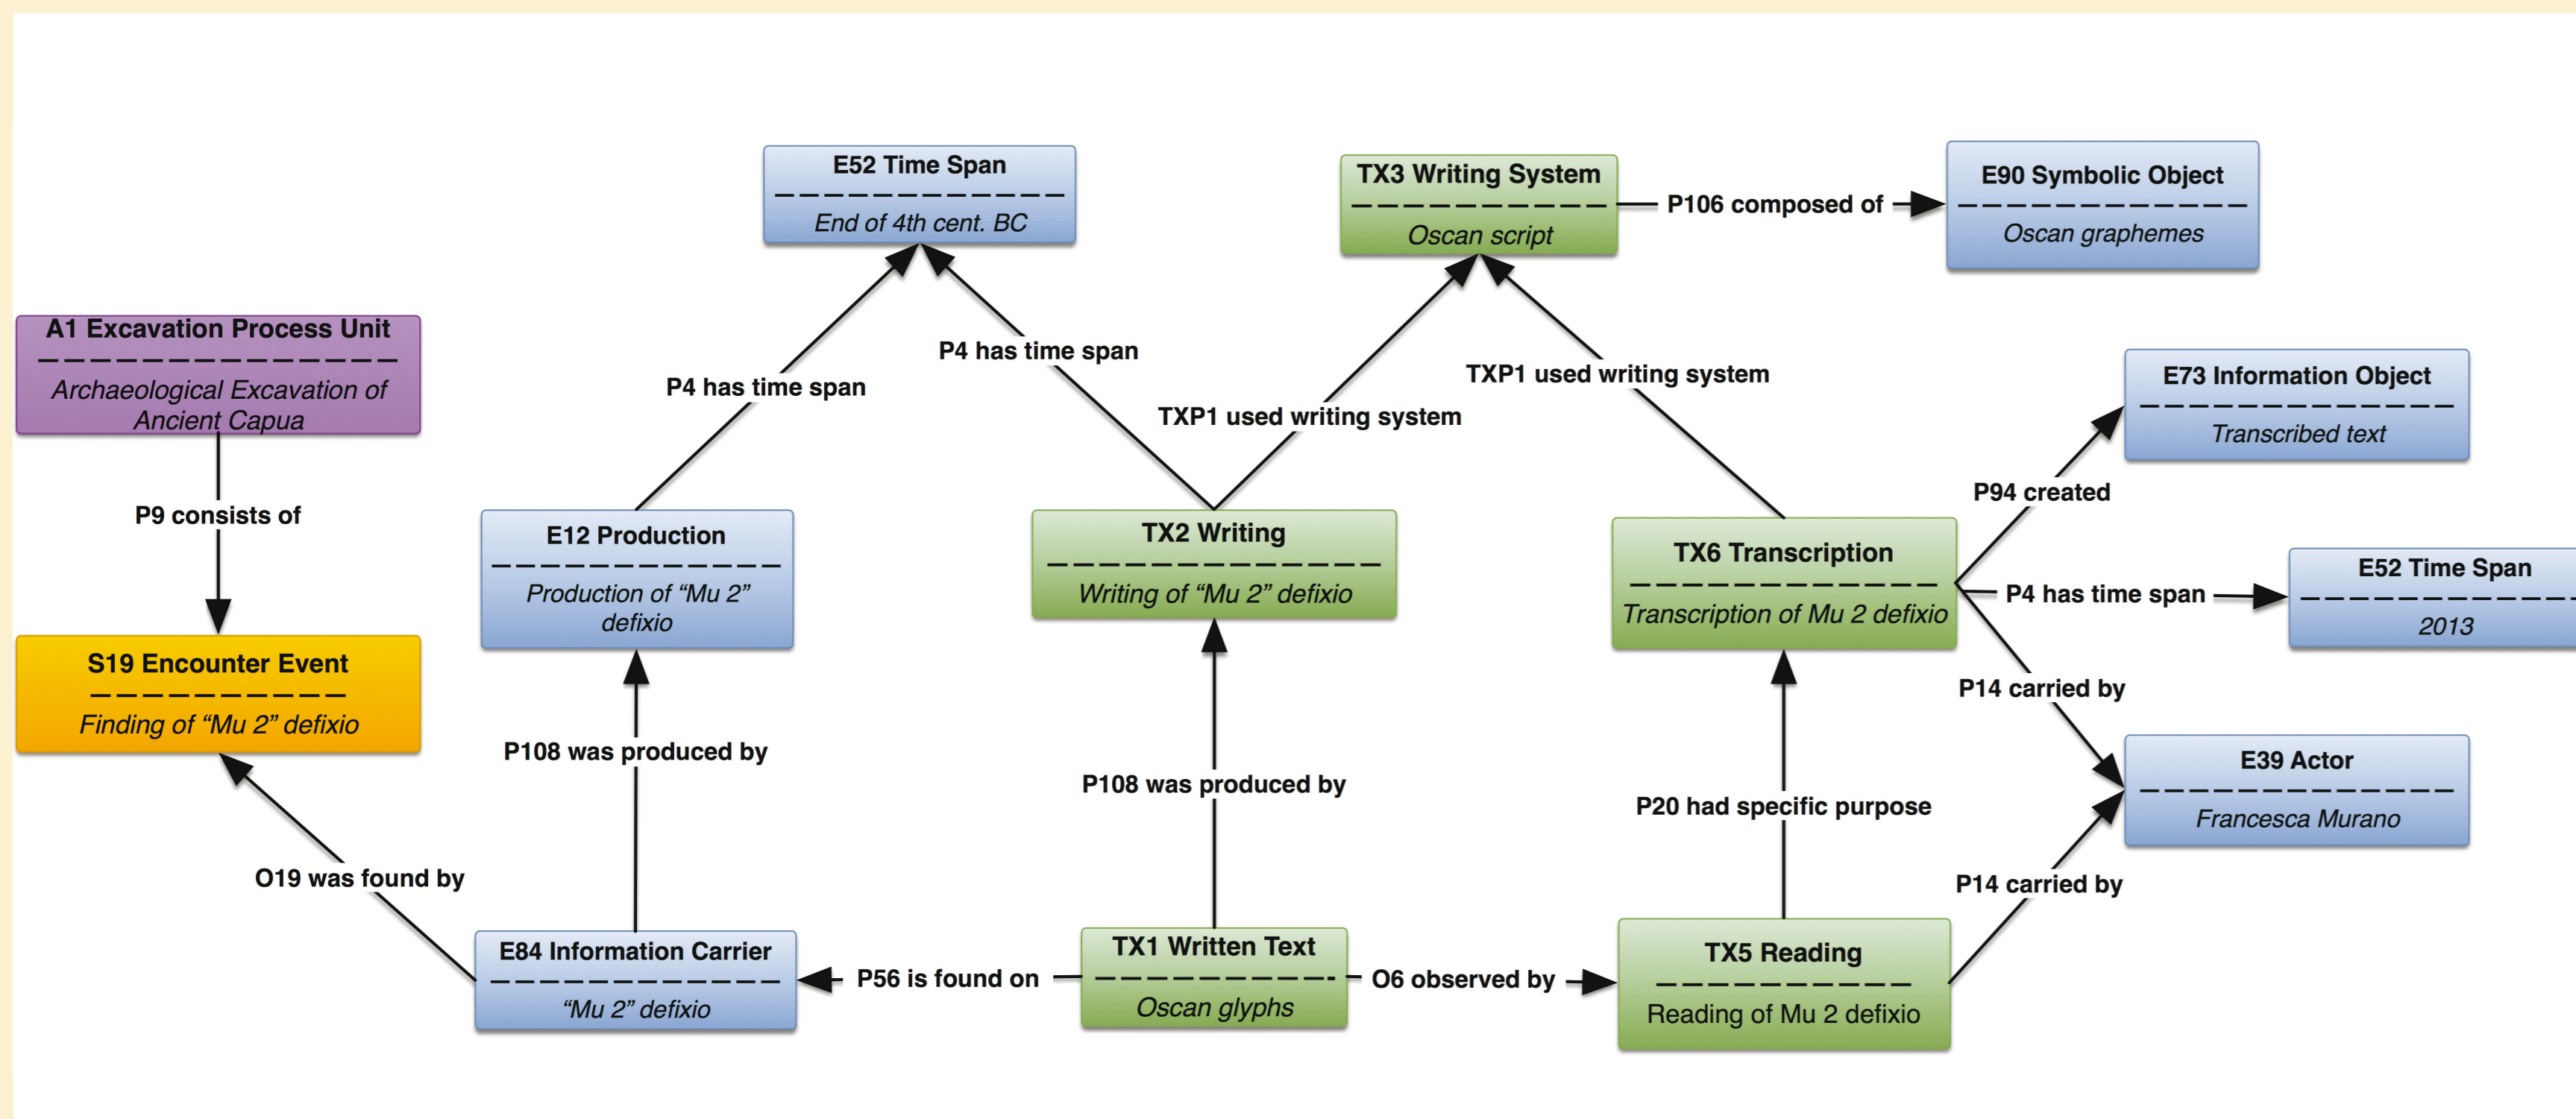 E52 Time Span
End of 4th cent. BC
TX3 Writing System
Oscan script
P106 composed of
E90 Symbolic Object
Oscan graphemes
A1 Excavation Process Unit
Archaeological Excavation of
Ancient Capua
P4 has time span
P4 has time span
TXP1 used writing system
TXP1 used writing system
E73 Information Object
Transcribed text
P9 consists of
P94 created
E12 Production
Production of “Mu 2”
defixio
TX2 Writing
Writing of “Mu 2” defixio
TX6 Transcription
Transcription of Mu 2 defixio
P4 has time span
E52 Time Span
2013
S19 Encounter Event
Finding of “Mu 2” defixio
P14 carried by
P108 was produced by
P108 was produced by
P20 had specific purpose
E39 Actor
Francesca Murano
O19 was found by
P14 carried by
E84 Information Carrier
“Mu 2” defixio
P56 is found on
TX1 Written Text
Oscan glyphs
O6 observed by
TX5 Reading
Reading of Mu 2 defixio